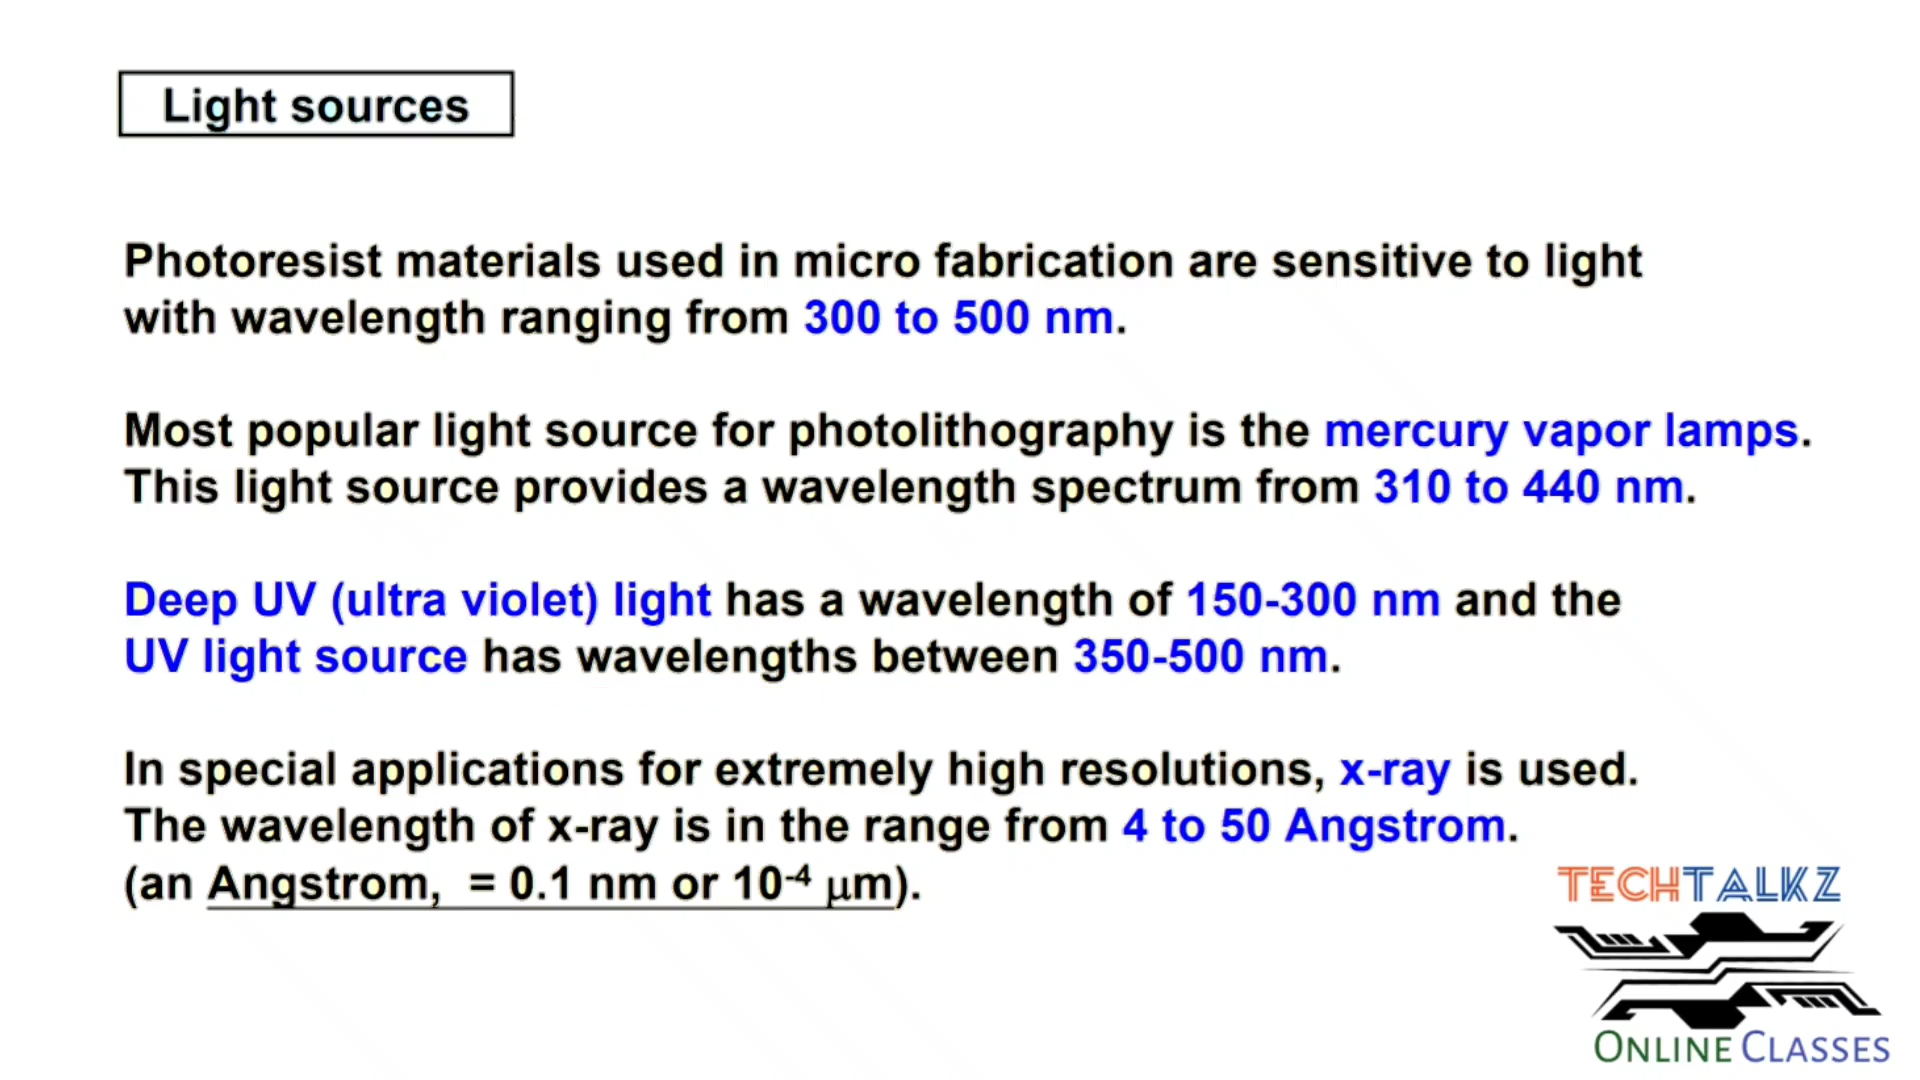 Light sources
Photoresist materials used in micro fabrication are sensitive to light
with wavelength ranging from 300 to 500 nm.
Most popular light source for photolithography is the mercury vapor lamps.
This light source provides a wavelength spectrum from 310 to 440 nm.
Deep UV (ultra violet) light has a wavelength of 150-300 nm and the
UV light source has wavelengths between 350-500 nm.
In special applications for extremely high resolutions, x-ray is used.
The wavelength of x-ray is in the range from 4 to 50 Angstrom.
(an Angstrom,  = 0.1 nm or 10⁻⁴ μm).
TECHTALKZ
ONLINE CLASSES